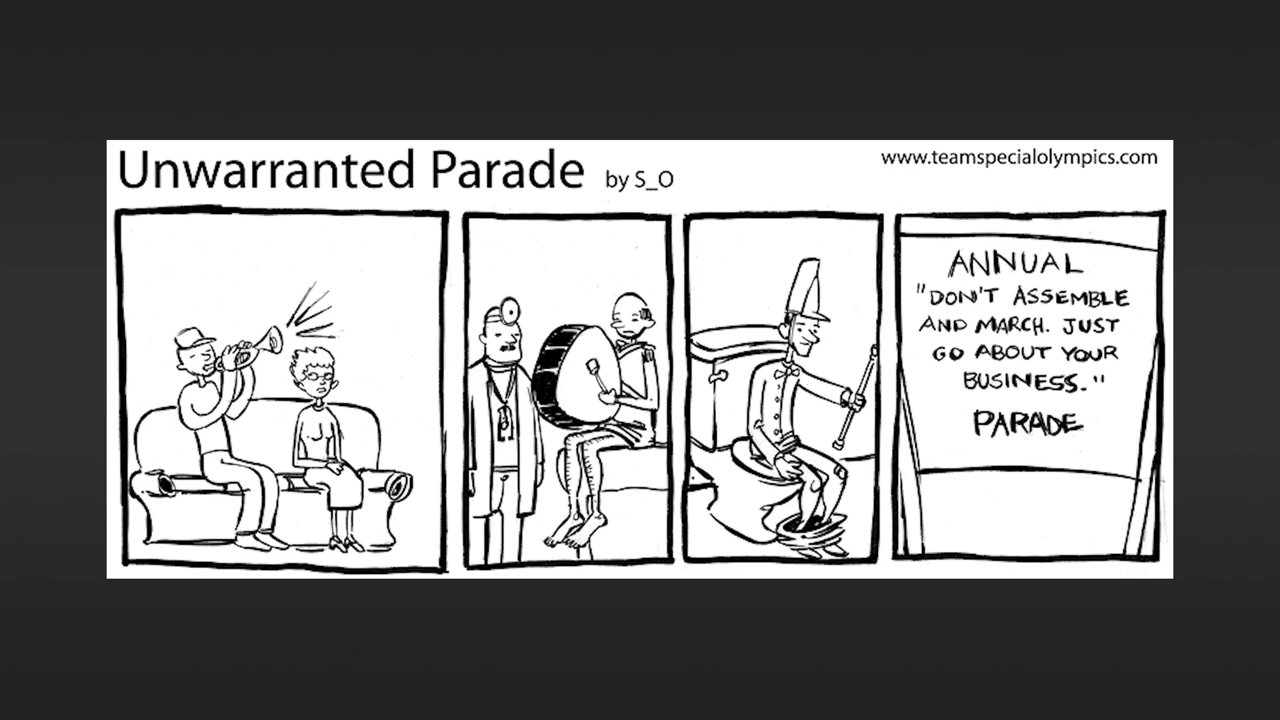 Unwarranted Parade by S_O
www.teamspecialolympics.com
ANNUAL
"DON'T ASSEMBLE
AND MARCH. JUST
GO ABOUT YOUR
BUSINESS."
PARADE